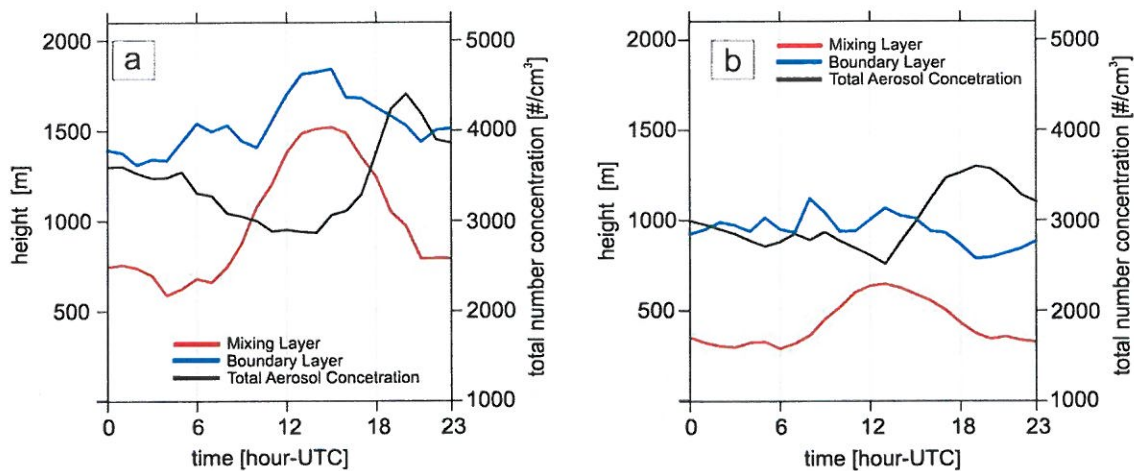 a
2000
1500
1000
500
height [m]
5000
4000
3000
2000
1000
total number concentration [#/cm³]
Mixing Layer
Boundary Layer
Total Aerosol Concetration
0 6 12 18 23
time [hour-UTC]
b
2000
1500
1000
500
height [m]
5000
4000
3000
2000
1000
total number concentration [#/cm³]
Mixing Layer
Boundary Layer
Total Aerosol Concetration
0 6 12 18 23
time [hour-UTC]